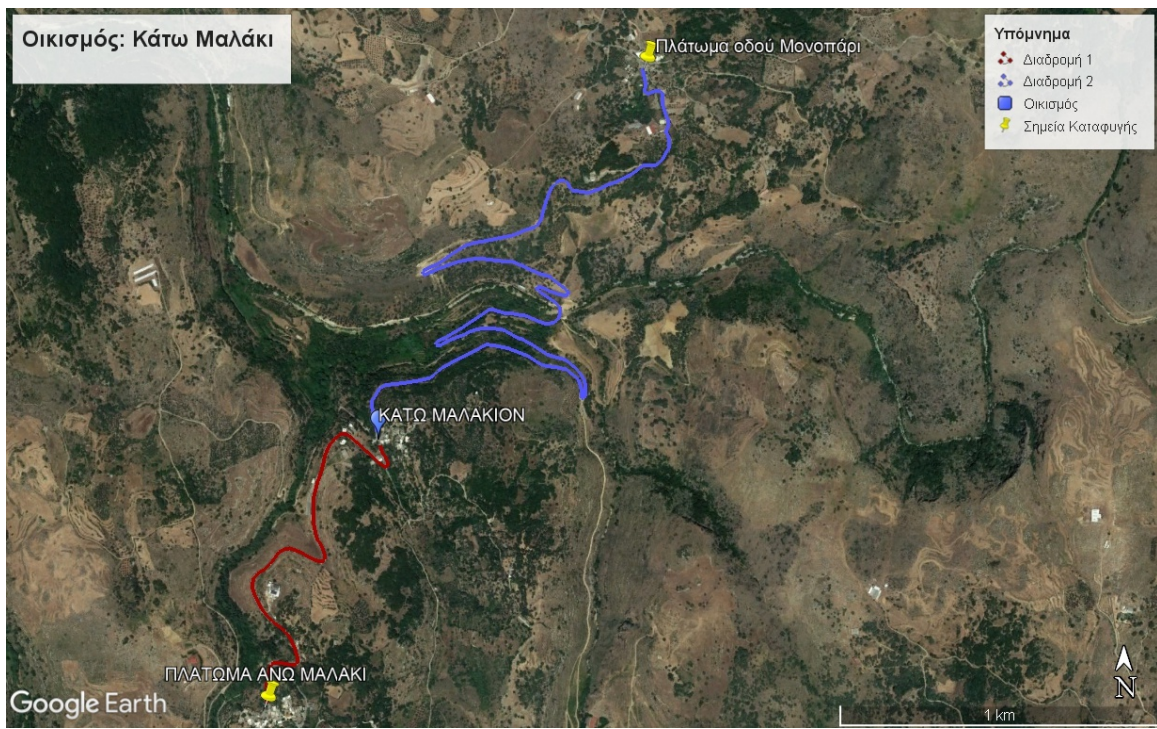 Οικισμός: Κάτω Μαλάκι
Πλάτωμα οδού Μονοπάρι
Υπόμνημα
Διαδρομή 1
Διαδρομή 2
Οικισμός
Σημεία Καταφυγής
ΚΑΤΩ ΜΑΛΑΚΙΟΝ
ΠΛΑΤΩΜΑ ΑΝΩ ΜΑΛΑΚΙ
Google Earth
N
1 km